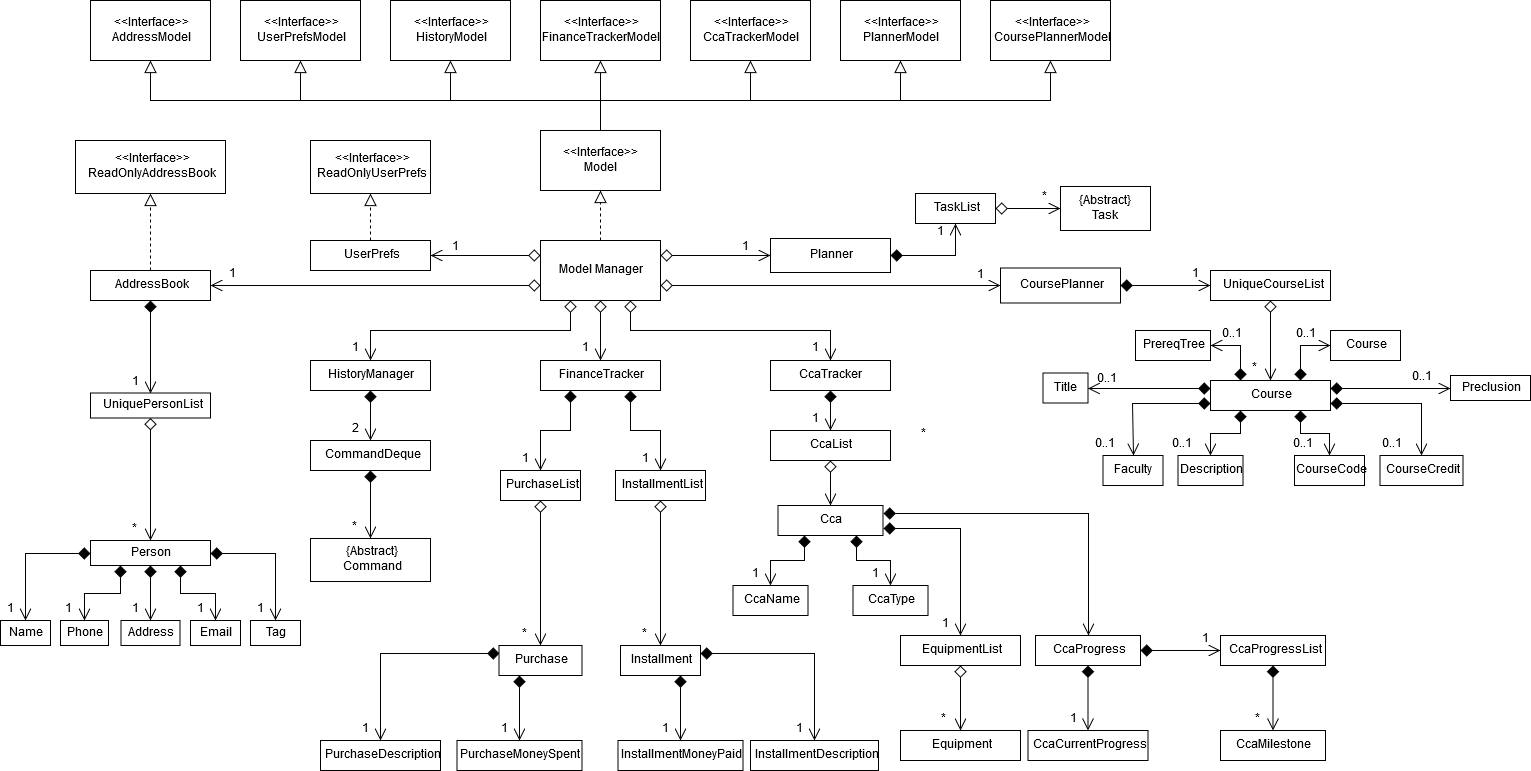 <<Interface>>
AddressModel
<<Interface>>
UserPrefsModel
<<Interface>>
HistoryModel
<<Interface>>
FinanceTrackerModel
<<Interface>>
CcaTrackerModel
<<Interface>>
PlannerModel
<<Interface>>
CoursePlannerModel
<<Interface>>
ReadOnlyAddressBook
<<Interface>>
ReadOnlyUserPrefs
<<Interface>>
Model
TaskList
*
{Abstract}
Task
1
UserPrefs
1
Model Manager
1
Planner
AddressBook
1
1
CoursePlanner
1
UniqueCourseList
PrereqTree
0..1
0..1
Course
*
1
HistoryManager
1
FinanceTracker
1
CcaTracker
Title
0..1
Course
0..1
Preclusion
1
UniquePersonList
2
CommandDeque
1
CcaList
*
0..1
Faculty
0..1
Description
0..1
CourseCode
0..1
CourseCredit
1
PurchaseList
1
InstallmentList
Cca
*
Person
*
{Abstract}
Command
1
CcaName
1
CcaType
1
Name
1
Phone
1
Address
1
Email
1
Tag
*
Purchase
*
Installment
1
EquipmentList
CcaProgress
1
CcaProgressList
1
PurchaseDescription
1
PurchaseMoneySpent
1
InstallmentMoneyPaid
1
InstallmentDescription
*
Equipment
1
CcaCurrentProgress
*
CcaMilestone